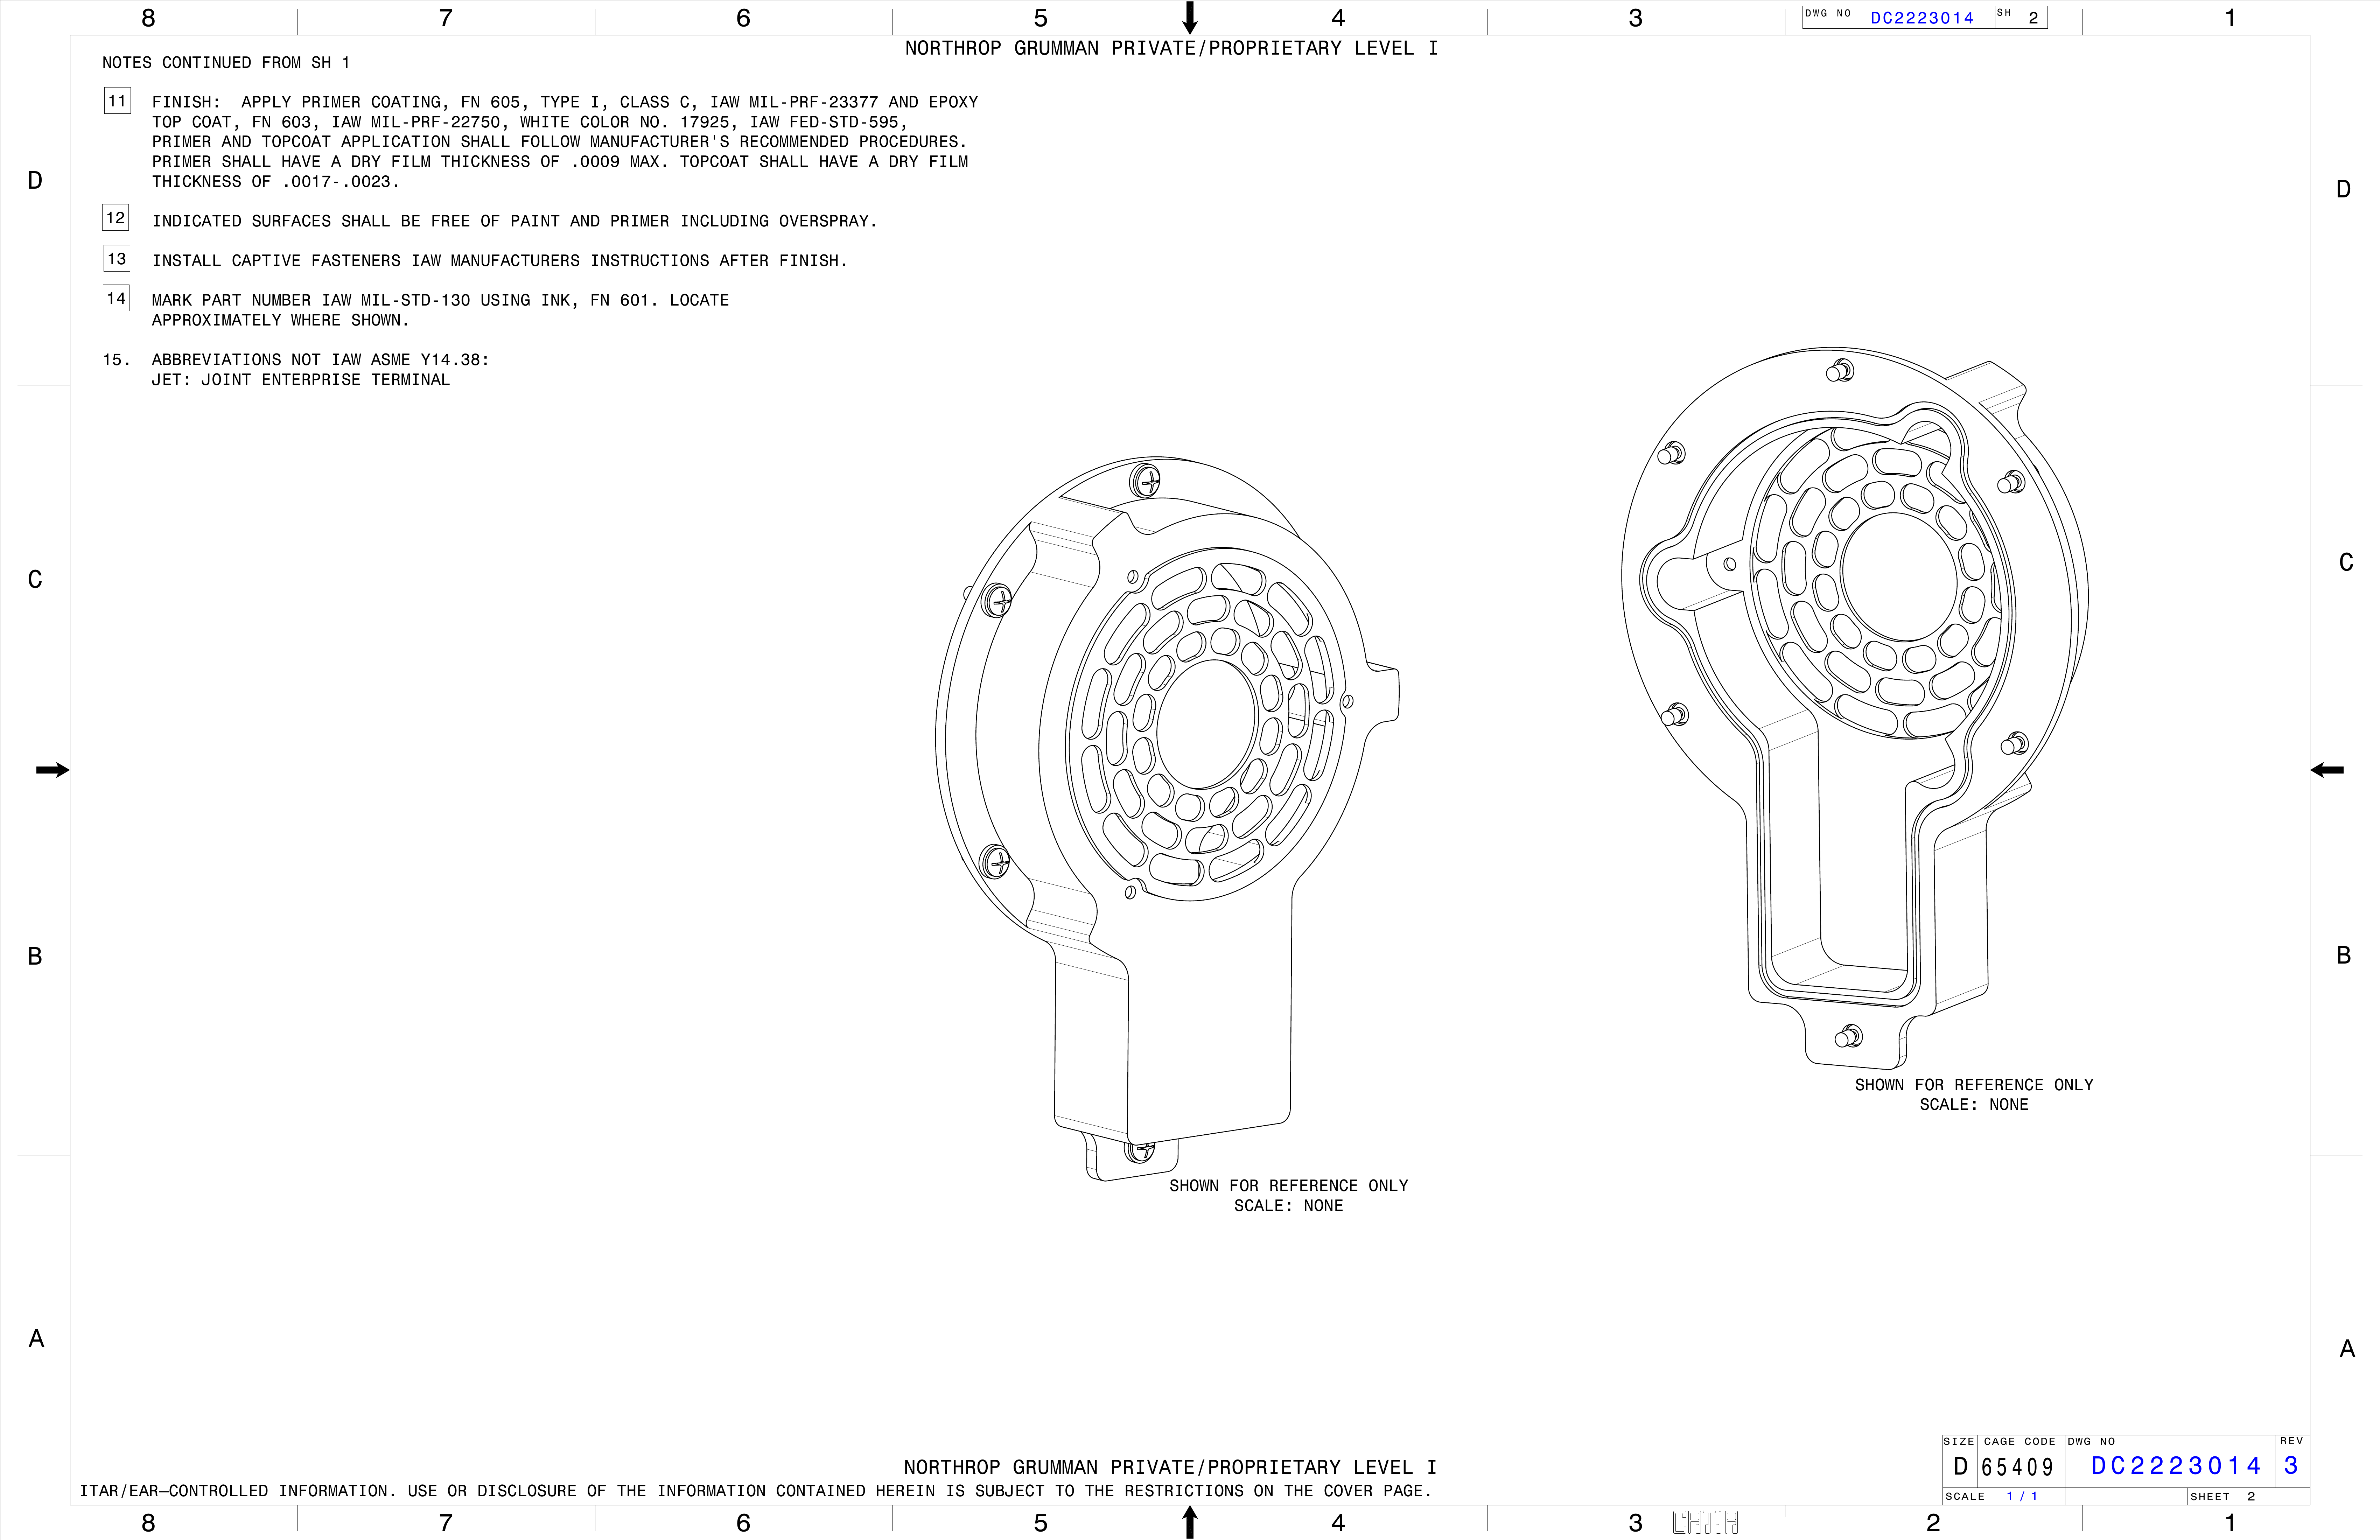 8 7 6 5 4 3 DWG NO DC2223014 SH 2 1
NORTHROP GRUMMAN PRIVATE/PROPRIETARY LEVEL I
NOTES CONTINUED FROM SH 1
11 FINISH: APPLY PRIMER COATING, FN 605, TYPE I, CLASS C, IAW MIL-PRF-23377 AND EPOXY
TOP COAT, FN 603, IAW MIL-PRF-22750, WHITE COLOR NO. 17925, IAW FED-STD-595,
PRIMER AND TOPCOAT APPLICATION SHALL FOLLOW MANUFACTURER'S RECOMMENDED PROCEDURES.
PRIMER SHALL HAVE A DRY FILM THICKNESS OF .0009 MAX. TOPCOAT SHALL HAVE A DRY FILM
THICKNESS OF .0017-.0023.
D D
12 INDICATED SURFACES SHALL BE FREE OF PAINT AND PRIMER INCLUDING OVERSPRAY.
13 INSTALL CAPTIVE FASTENERS IAW MANUFACTURERS INSTRUCTIONS AFTER FINISH.
14 MARK PART NUMBER IAW MIL-STD-130 USING INK, FN 601. LOCATE
APPROXIMATELY WHERE SHOWN.
15. ABBREVIATIONS NOT IAW ASME Y14.38:
JET: JOINT ENTERPRISE TERMINAL
C C
B B
SHOWN FOR REFERENCE ONLY
SCALE: NONE
SHOWN FOR REFERENCE ONLY
SCALE: NONE
A A
SIZE CAGE CODE DWG NO REV
D 65409 DC2223014 3
SCALE 1/1 SHEET 2
NORTHROP GRUMMAN PRIVATE/PROPRIETARY LEVEL I
ITAR/EAR–CONTROLLED INFORMATION. USE OR DISCLOSURE OF THE INFORMATION CONTAINED HEREIN IS SUBJECT TO THE RESTRICTIONS ON THE COVER PAGE.
8 7 6 5 4 3 CATIA 2 1